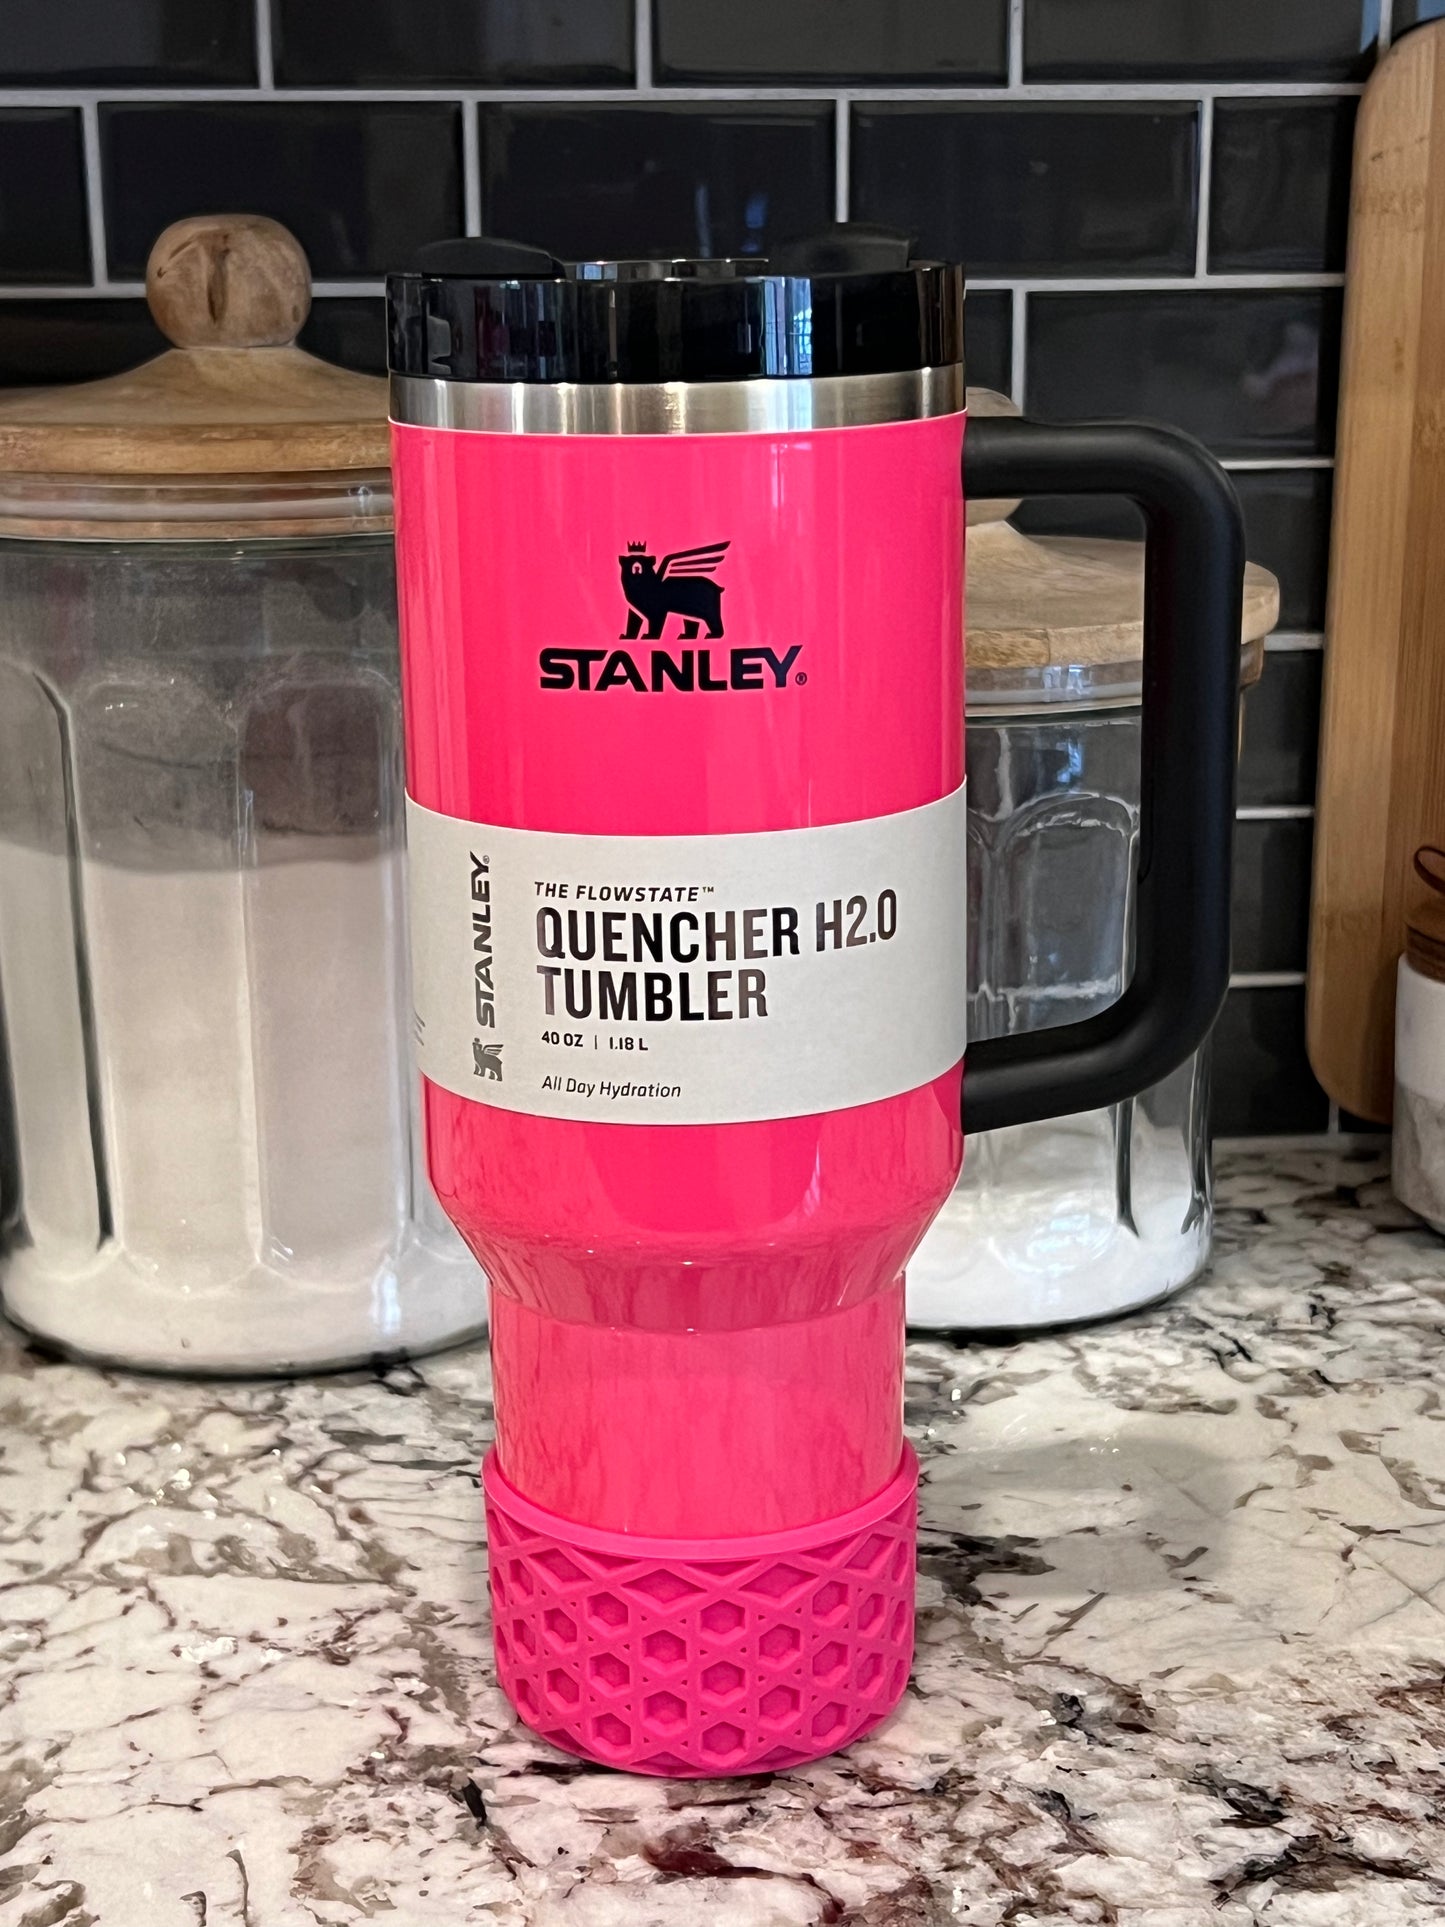 STANLEY®
STANLEY®
THE FLOWSTATE™
QUENCHER H2.0
TUMBLER
40 OZ | 1.18 L
All Day Hydration